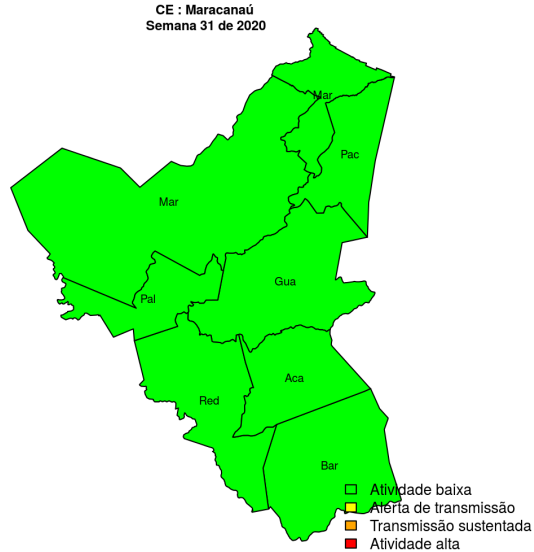 CE : Maracanaú
Semana 31 de 2020
Mar
Pac
Mar
Gua
Pal
Aca
Red
Bar
Atividade baixa
Alerta de transmissão
Transmissão sustentada
Atividade alta